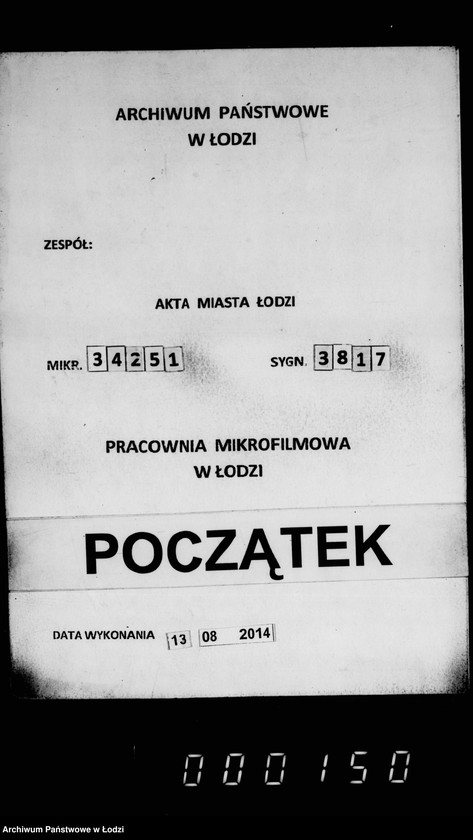 ARCHIWUM PAŃSTWOWE
W ŁODZI
ZESPÓŁ:
AKTA MIASTA ŁODZI
MIKR. 34251 SYGN. 3817
PRACOWNIA MIKROFILMOWA
W ŁODZI
POCZĄTEK
DATA WYKONANIA 13 08 2014
000150
Archiwum Państwowe w Łodzi